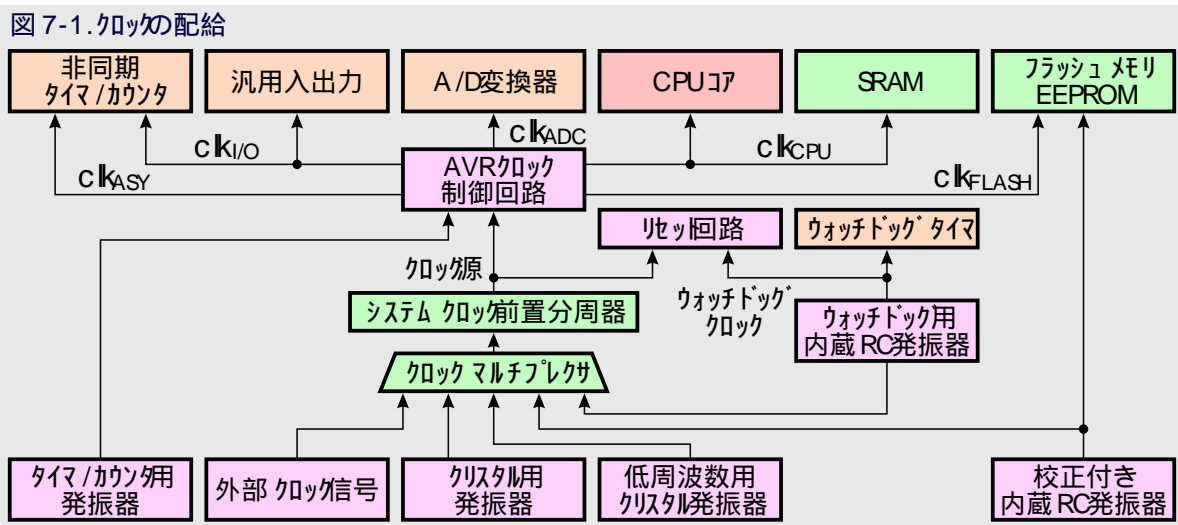 図 7-1. クロックの配給
非同期
タイマ/カウンタ
汎用入出力
A/D変換器
CPUコア
SRAM
フラッシュ メモリ
EEPROM
clkADC
clkI/O
clkCPU
clkASY
clkFLASH
AVRクロック
制御回路
リセット回路
ウォッチドッグ タイマ
クロック源
システム クロック前置分周器
ウォッチドッグ
クロック
ウォッチドッグ用
内蔵RC発振器
クロック マルチプレクサ
タイマ/カウンタ用
発振器
外部 クロック信号
クリスタル用
発振器
低周波数用
クリスタル発振器
校正付き
内蔵RC発振器